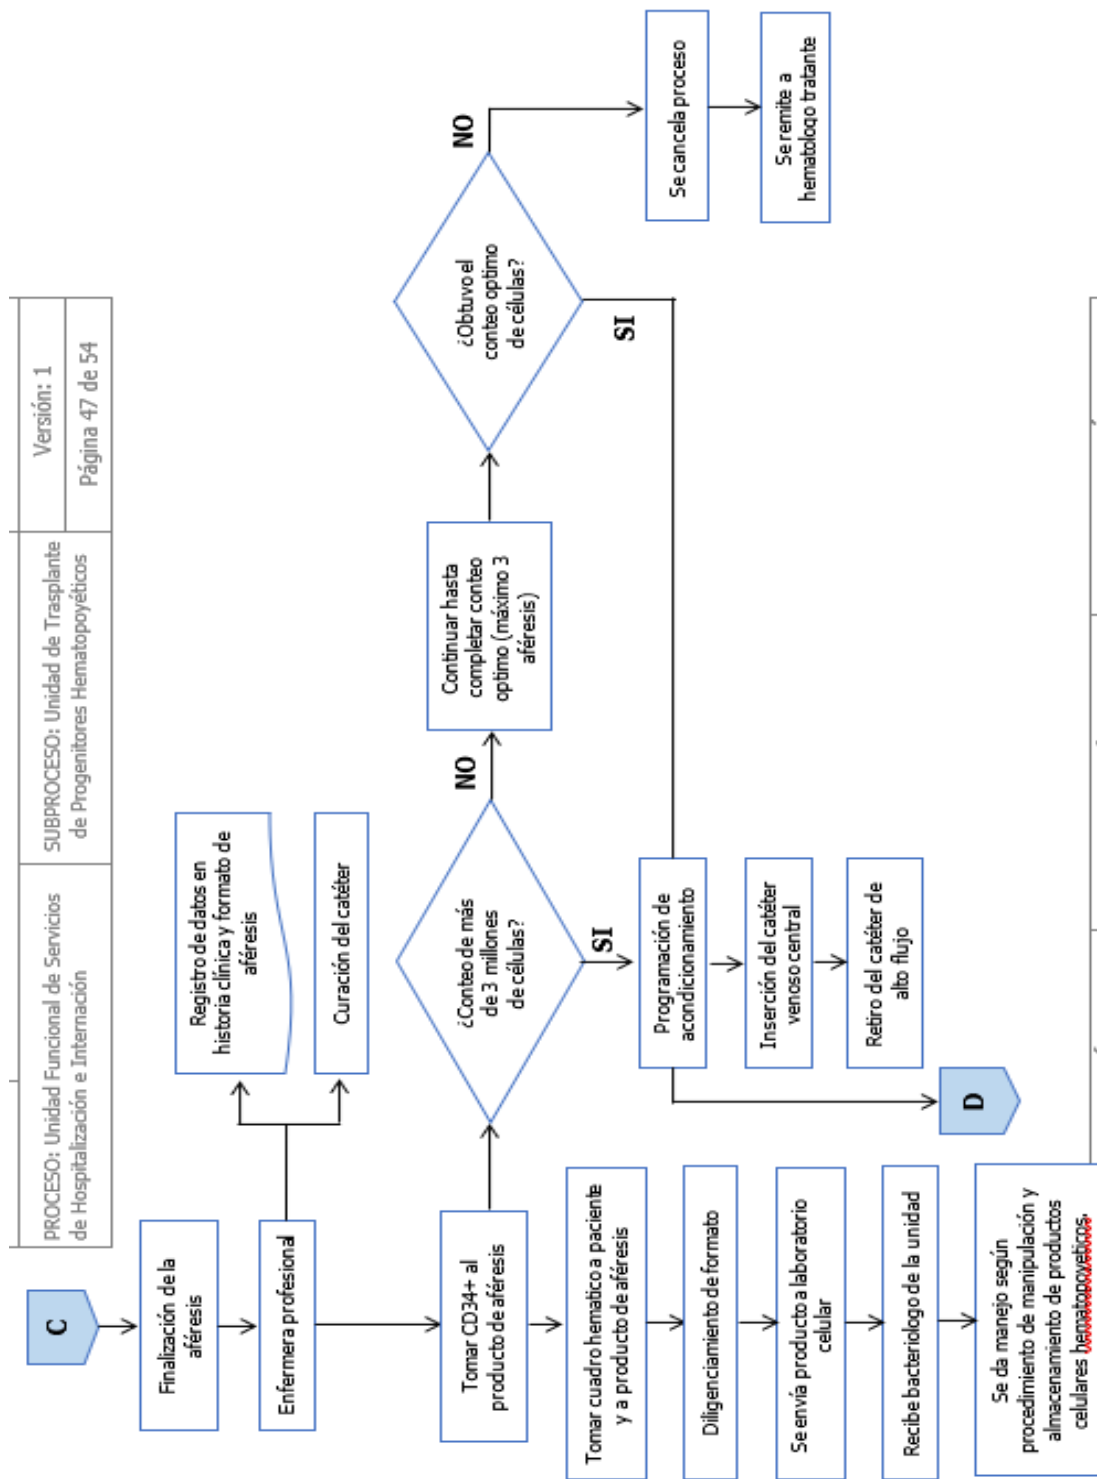 PROCESO: Unidad Funcional de Servicios
de Hospitalización e Internación
SUBPROCESO: Unidad de Trasplante
de Progenitores Hematopoyéticos
Versión: 1
Página 47 de 54
C
Finalización de la
aféresis
Enfermera profesional
Registro de datos en
historia clínica y formato de
aféresis
Curación del catéter
Tomar CD34+ al
producto de aféresis
¿Conteo de más
de 3 millones
de células?
NO
Continuar hasta
completar conteo
optimo (máximo 3
aféresis)
¿Obtuvo el
conteo optimo
de células?
NO
Se cancela proceso
Se remite a
hematologo tratante
SI
SI
Programación de
acondicionamiento
Inserción del catéter
venoso central
Retiro del catéter de
alto flujo
D
Tomar cuadro hemático a paciente
y a producto de aféresis
Diligenciamiento de formato
Se envía producto a laboratorio
celular
Recibe bacteriologo de la unidad
Se da manejo según
procedimiento de manipulación y
almacenamiento de productos
celulares hematopoyeticos.